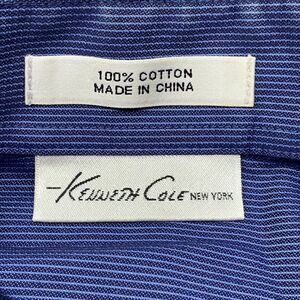 100% COTTON
MADE IN CHINA
KENNETH COLE NEW YORK